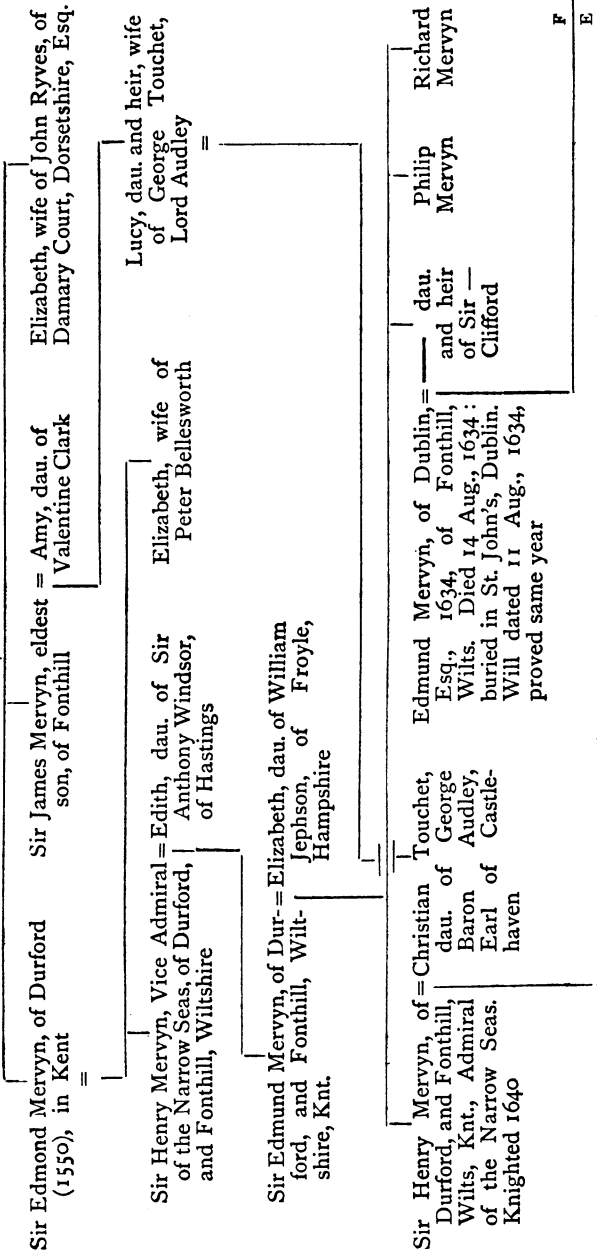 Sir Edmond Mervyn, of Durford
(1550), in Kent
=
Sir James Mervyn, eldest = Amy, dau. of
son, of Fonthill
Valentine Clark
Elizabeth, wife of John Ryves, of
Damary Court, Dorsetshire, Esq.
Sir Henry Mervyn, Vice Admiral = Edith, dau. of Sir
of the Narrow Seas, of Durford,
and Fonthill, Wiltshire
Anthony Windsor,
of Hastings
Elizabeth, wife of
Peter Bellesworth
Lucy, dau. and heir, wife
of George Touchet,
Lord Audley
=
Sir Edmund Mervyn, of Dur- = Elizabeth, dau. of William
ford, and Fonthill, Wilt-
shire, Knt.
Jephson, of Froyle,
Hampshire
Sir Henry Mervyn, of = Christian Touchet,
Durford, and Fonthill,
Wilts, Knt., Admiral
of the Narrow Seas.
Knighted 1640
dau. of George
Baron Audley,
Earl of Castle-
haven
Edmund Mervyn, of Dublin, = —— dau.
Esq., 1634, of Fonthill,
Wilts. Died 14 Aug., 1634:
buried in St. John's, Dublin.
Will dated 11 Aug., 1634,
proved same year
and heir
of Sir —
Clifford
Philip
Mervyn
Richard
Mervyn
F
E